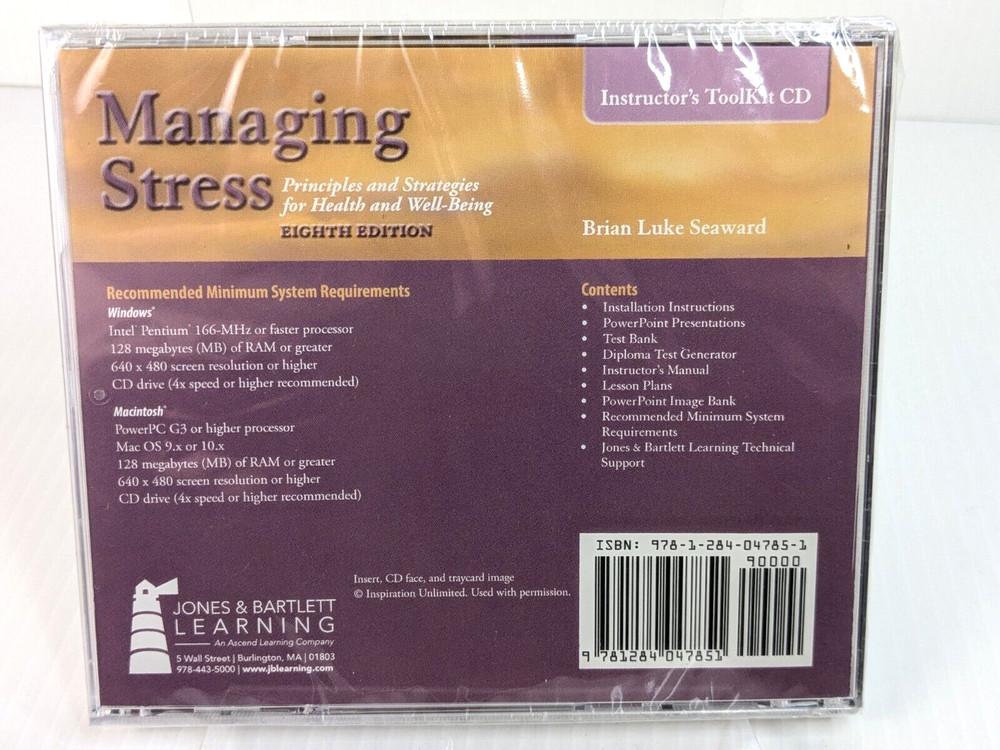 Managing
Stress
Principles and Strategies
for Health and Well-Being
EIGHTH EDITION
Instructor's ToolKit CD
Brian Luke Seaward
Recommended Minimum System Requirements
Windows®
Intel® Pentium® 166-MHz or faster processor
128 megabytes (MB) of RAM or greater
640 x 480 screen resolution or higher
CD drive (4x speed or higher recommended)
Macintosh®
PowerPC G3 or higher processor
Mac OS 9.x or 10.x
128 megabytes (MB) of RAM or greater
640 x 480 screen resolution or higher
CD drive (4x speed or higher recommended)
Contents
• Installation Instructions
• PowerPoint Presentations
• Test Bank
• Diploma Test Generator
• Instructor's Manual
• Lesson Plans
• PowerPoint Image Bank
• Recommended Minimum System
Requirements
• Jones & Bartlett Learning Technical
Support
Insert, CD face, and traycard image
© Inspiration Unlimited. Used with permission.
JONES & BARTLETT
LEARNING
An Ascend Learning Company
5 Wall Street | Burlington, MA | 01803
978-443-5000 | www.jblearning.com
ISBN: 978-1-284-04785-1
90000
9 781284 047851